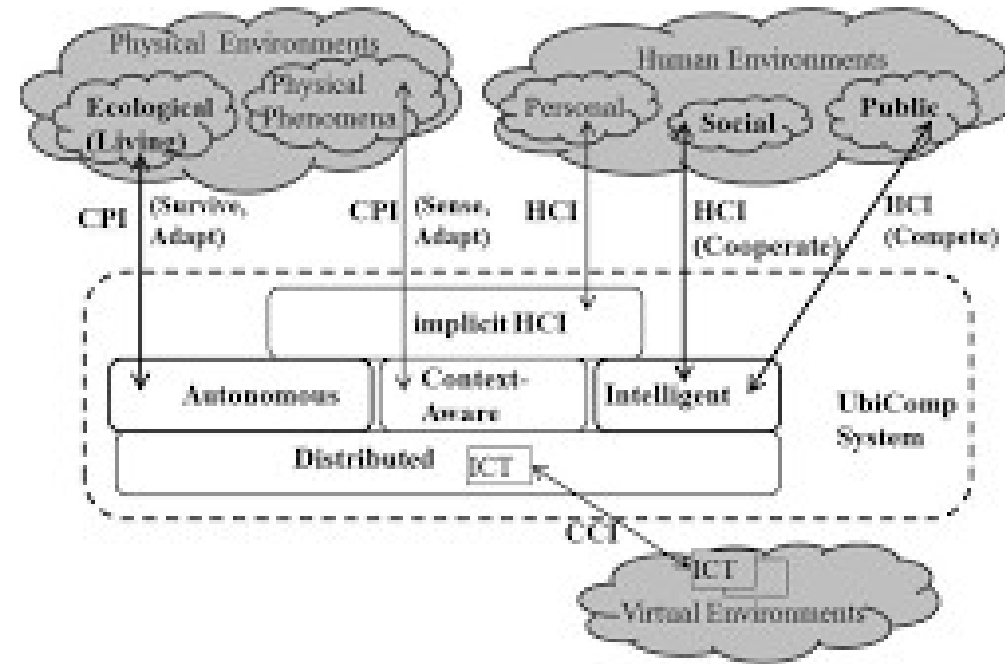 Physical Environments
Human Environments
Physical
Phenomena
Ecological
(Living)
Personal
Social
Public
CPI
(Survive,
Adapt)
CPI
(Sense,
Adapt)
HCI
HCI
(Cooperate)
HCI
(Compete)
implicit HCI
Autonomous
Context-
Aware
Intelligent
UbiComp
System
Distributed
ICT
CCI
ICT
Virtual Environments